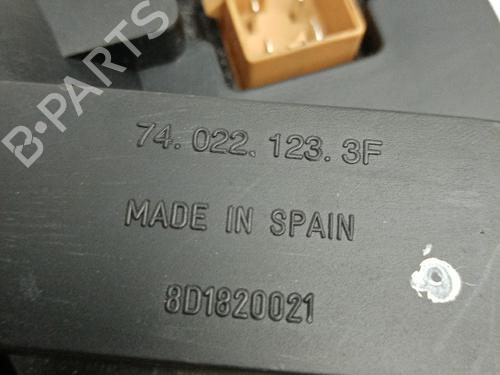 B-PARTS
74.022.123.3F
MADE IN SPAIN
8D1820021